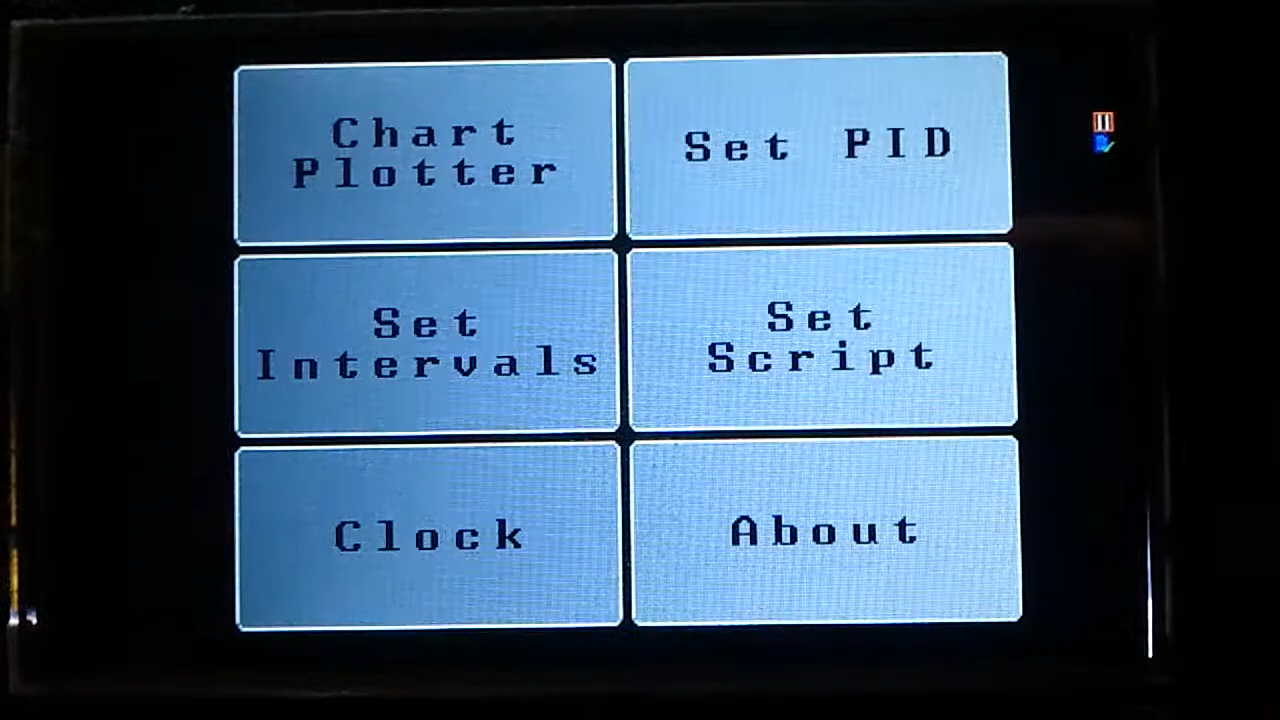 Chart
Plotter
Set PID
Set
Intervals
Set
Script
Clock
About